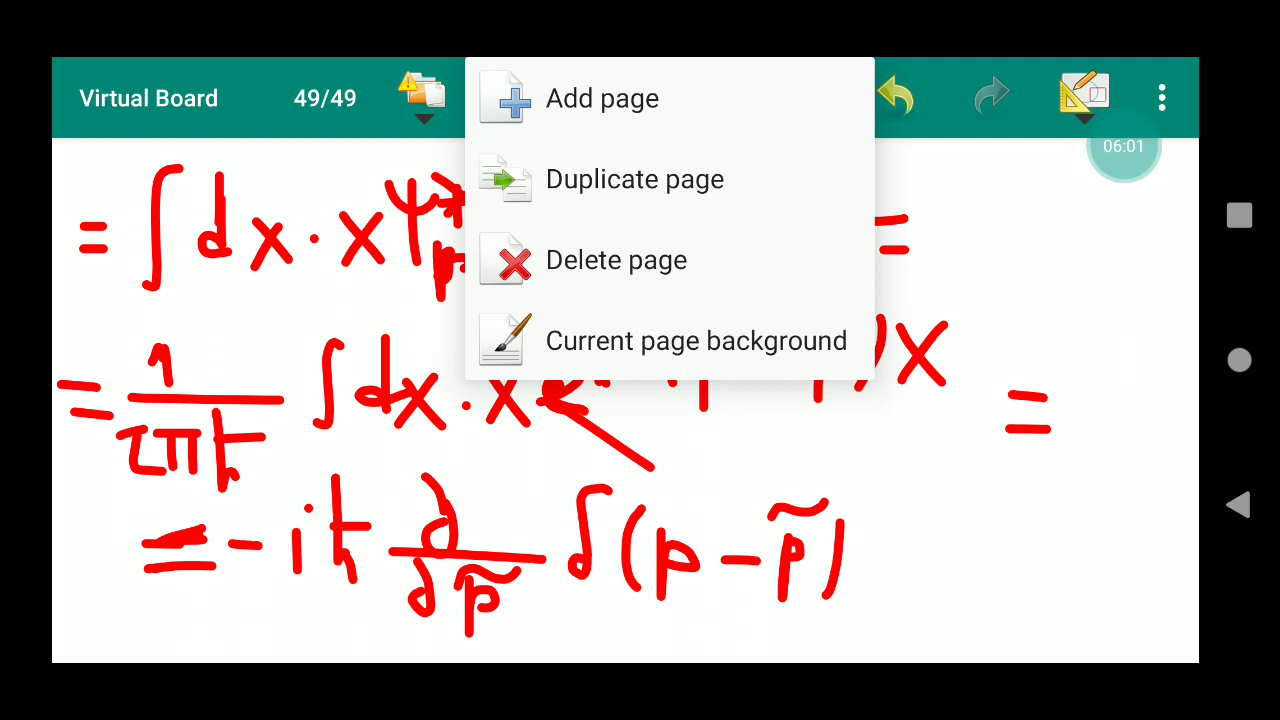 Virtual Board 49/49
Add page
06:01
Duplicate page
Delete page
Current page background
= ∫ dx · x ψ* p =
= 1/2πħ ∫ dx · x e )x =
= -iħ ∂/∂p̃ δ(p - p̃)